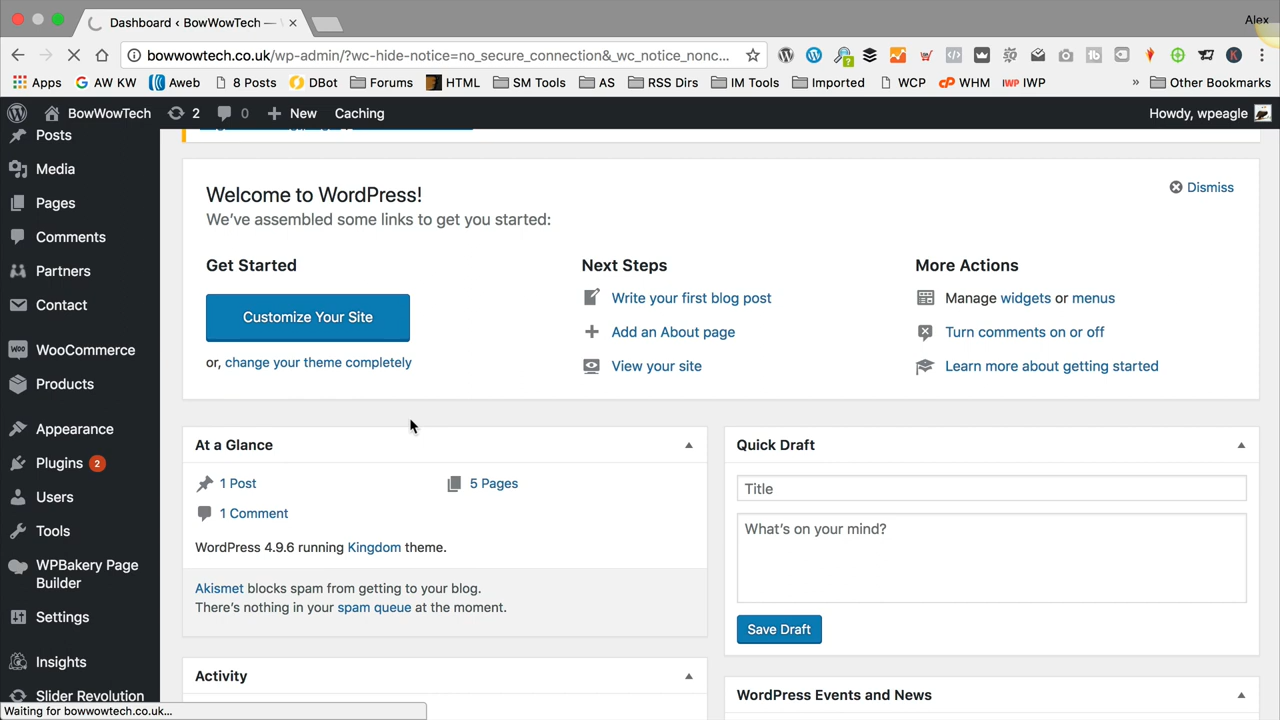 Dashboard ‹ BowWowTech —
Alex
bowwowtech.co.uk/wp-admin/?wc-hide-notice=no_secure_connection&_wc_notice_nonc...
Apps
AW KW
Aweb
8 Posts
DBot
Forums
HTML
SM Tools
AS
RSS Dirs
IM Tools
Imported
WCP
WHM
IWP
Other Bookmarks
BowWowTech
2
0
New
Caching
Howdy, wpeagle
Posts
Media
Pages
Comments
Partners
Contact
WooCommerce
Products
Appearance
Plugins 2
Users
Tools
WPBakery Page
Builder
Settings
Insights
Slider Revolution
Waiting for bowwowtech.co.uk...
Welcome to WordPress!
Dismiss
We've assembled some links to get you started:
Get Started
Customize Your Site
or, change your theme completely
Next Steps
Write your first blog post
Add an About page
View your site
More Actions
Manage widgets or menus
Turn comments on or off
Learn more about getting started
At a Glance
1 Post
5 Pages
1 Comment
WordPress 4.9.6 running Kingdom theme.
Akismet blocks spam from getting to your blog.
There's nothing in your spam queue at the moment.
Activity
Quick Draft
Title
What's on your mind?
Save Draft
WordPress Events and News